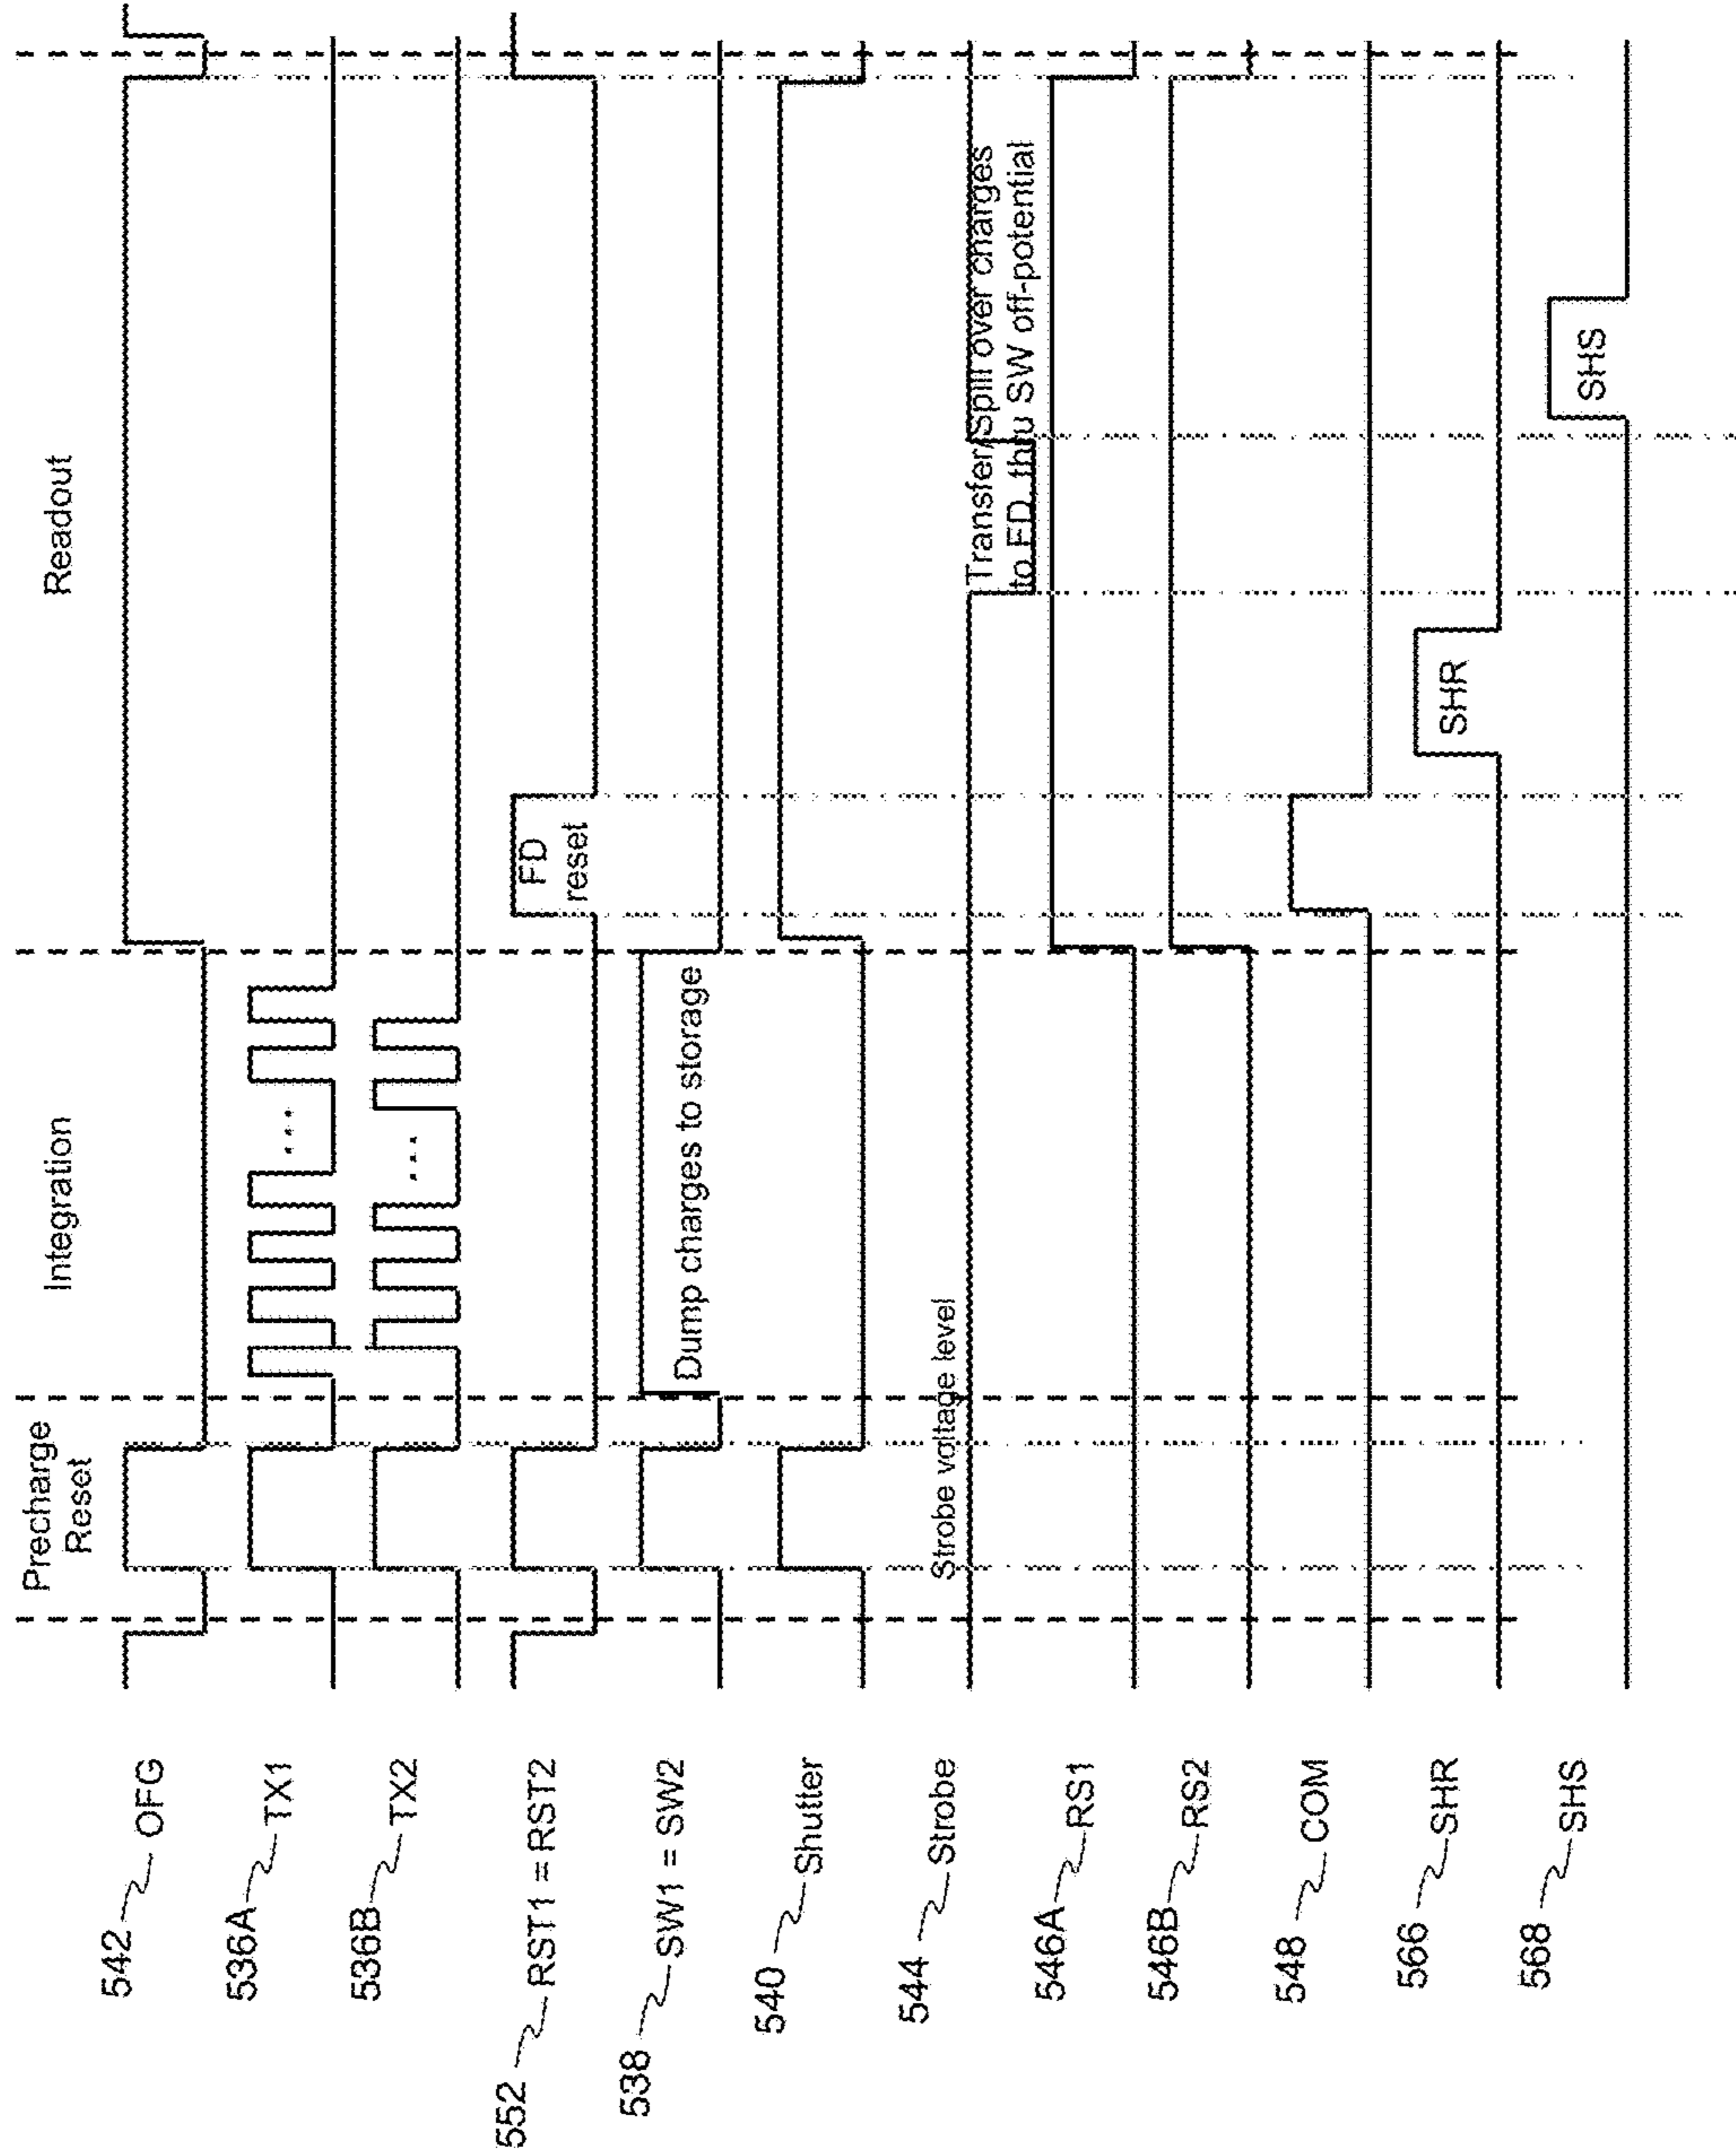 Precharge
Reset
Integration
Readout
542 OFG
536A TX1
536B TX2
552 RST1 = RST2
FD
reset
538 SW1 = SW2
Dump charges to storage
540 Shutter
544 Strobe
Strobe voltage level
Transfer/Spill over charges
to FD thru SW off-potential
546A RS1
546B RS2
548 COM
566 SHR
SHR
568 SHS
SHS